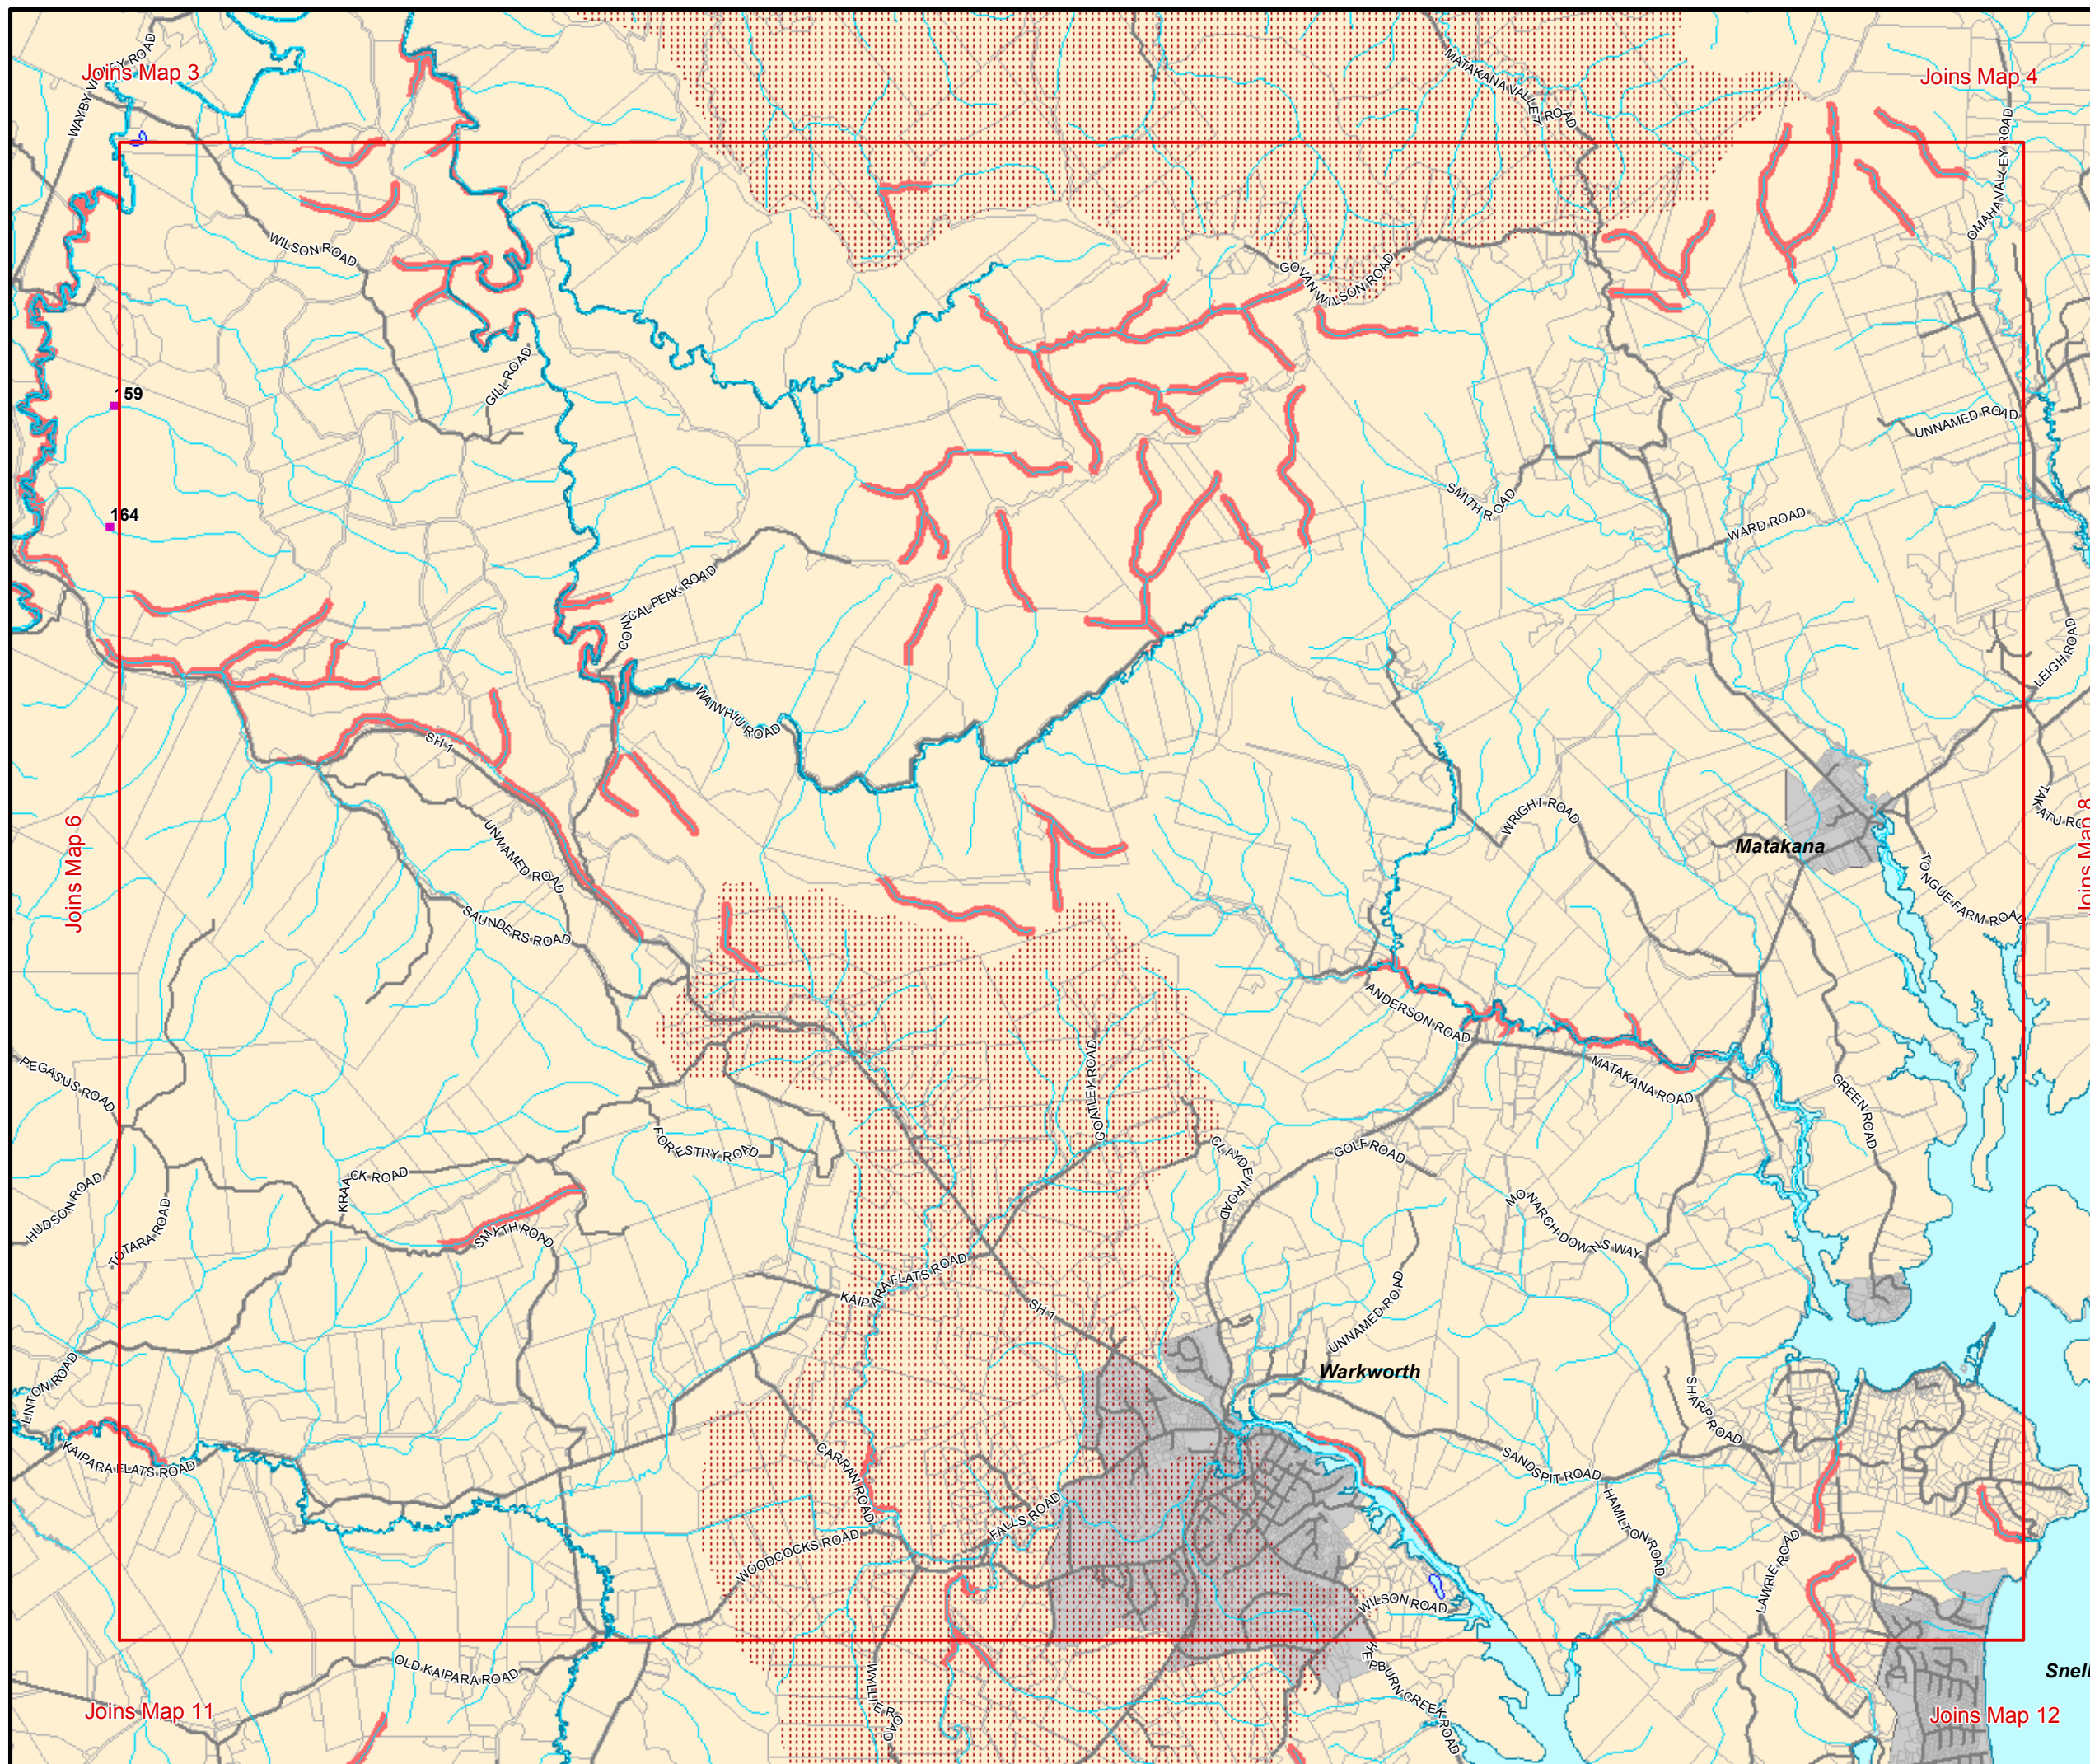 WAYBY VALLEY ROAD
Joins Map 3
MATAKANA VALLEY ROAD
Joins Map 4
OMAHA VALLEY ROAD
WILSON ROAD
GOVAN WILSON ROAD
GILL ROAD
159
UNNAMED ROAD
164
SMITH ROAD
WARD ROAD
CONICAL PEAK ROAD
LEIGH ROAD
WAIWHIU ROAD
SH 1
Joins Map 6
UNNAMED ROAD
WRIGHT ROAD
Matakana
TAKATU RO
Joins Map 8
TONGUE FARM ROAD
SAUNDERS ROAD
ANDERSON ROAD
PEGASUS ROAD
MATAKANA ROAD
GREEN ROAD
GOATLEY ROAD
FORESTRY ROAD
CLAYDEN ROAD
GOLF ROAD
HUDSON ROAD
KRAACK ROAD
TOTARA ROAD
SMYTH ROAD
MONARCH DOWNS WAY
KAIPARA FLATS ROAD
SH 1
UNNAMED ROAD
Warkworth
LINTON ROAD
SHARP ROAD
KAIPARA FLATS ROAD
CARRAN ROAD
SANDSPIT ROAD
FALLS ROAD
HAMILTON ROAD
WOODCOCKS ROAD
LAWRIE ROAD
WILSON ROAD
OLD KAIPARA ROAD
WYLLIE ROAD
HEPBURN CREEK ROAD
Snell
Joins Map 11
Joins Map 12